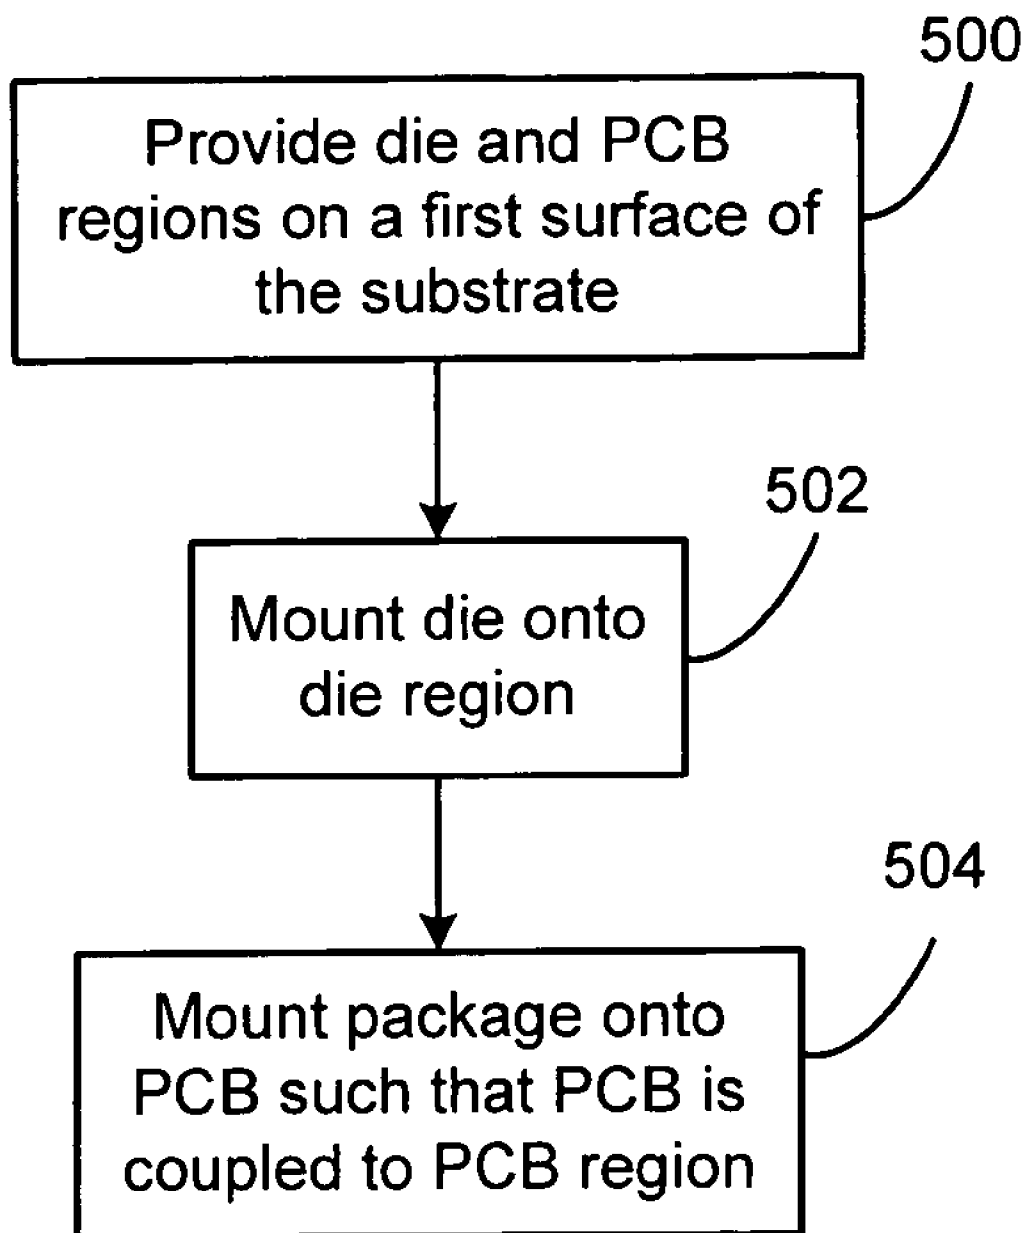 500
Provide die and PCB
regions on a first surface of
the substrate
502
Mount die onto
die region
504
Mount package onto
PCB such that PCB is
coupled to PCB region